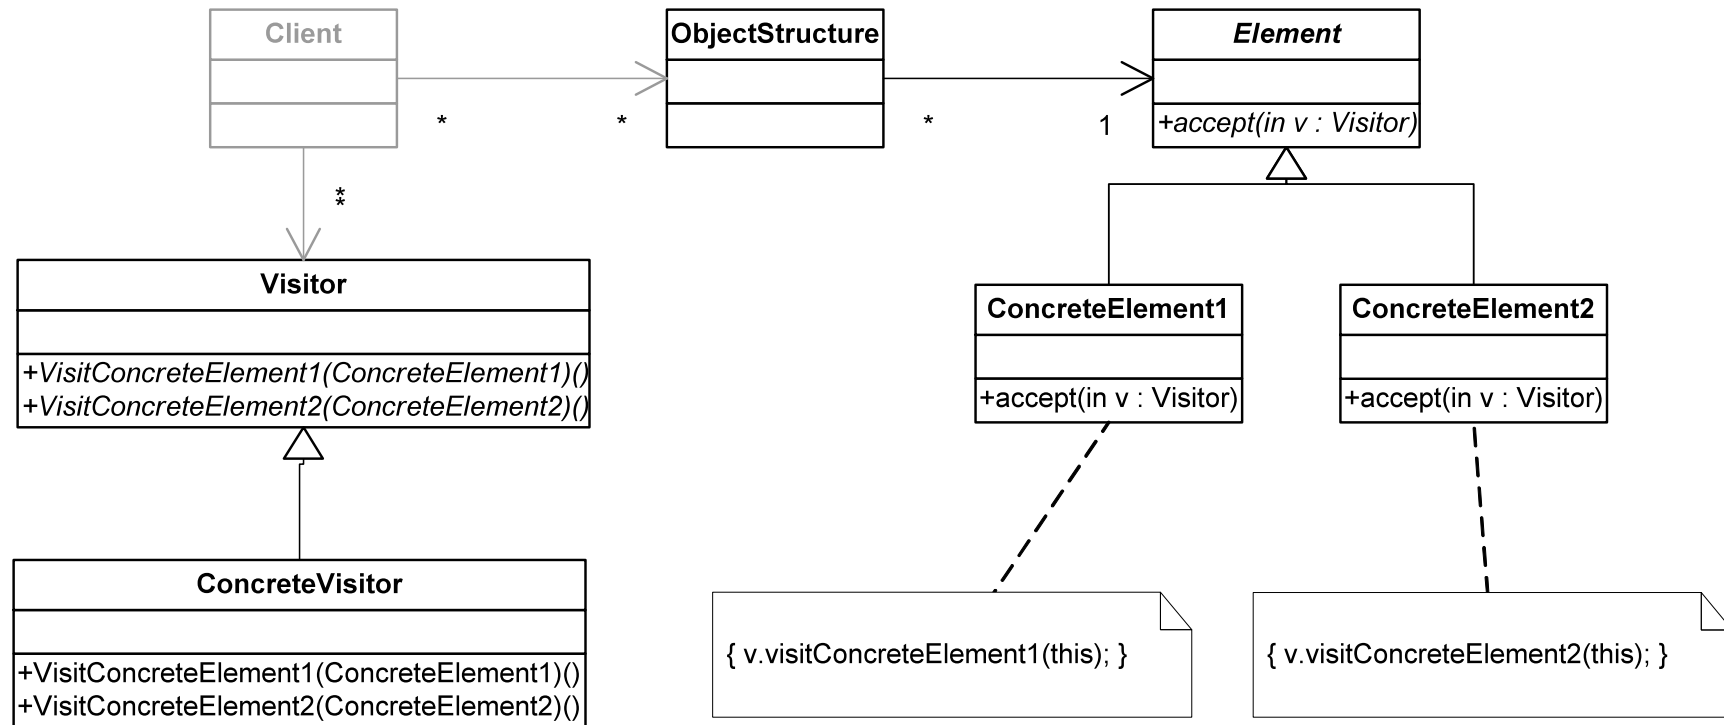 Client
ObjectStructure
Element
+accept(in v : Visitor)
*
*
*
1
*
*
Visitor
+VisitConcreteElement1(ConcreteElement1)()
+VisitConcreteElement2(ConcreteElement2)()
ConcreteElement1
+accept(in v : Visitor)
ConcreteElement2
+accept(in v : Visitor)
ConcreteVisitor
+VisitConcreteElement1(ConcreteElement1)()
+VisitConcreteElement2(ConcreteElement2)()
{ v.visitConcreteElement1(this); }
{ v.visitConcreteElement2(this); }